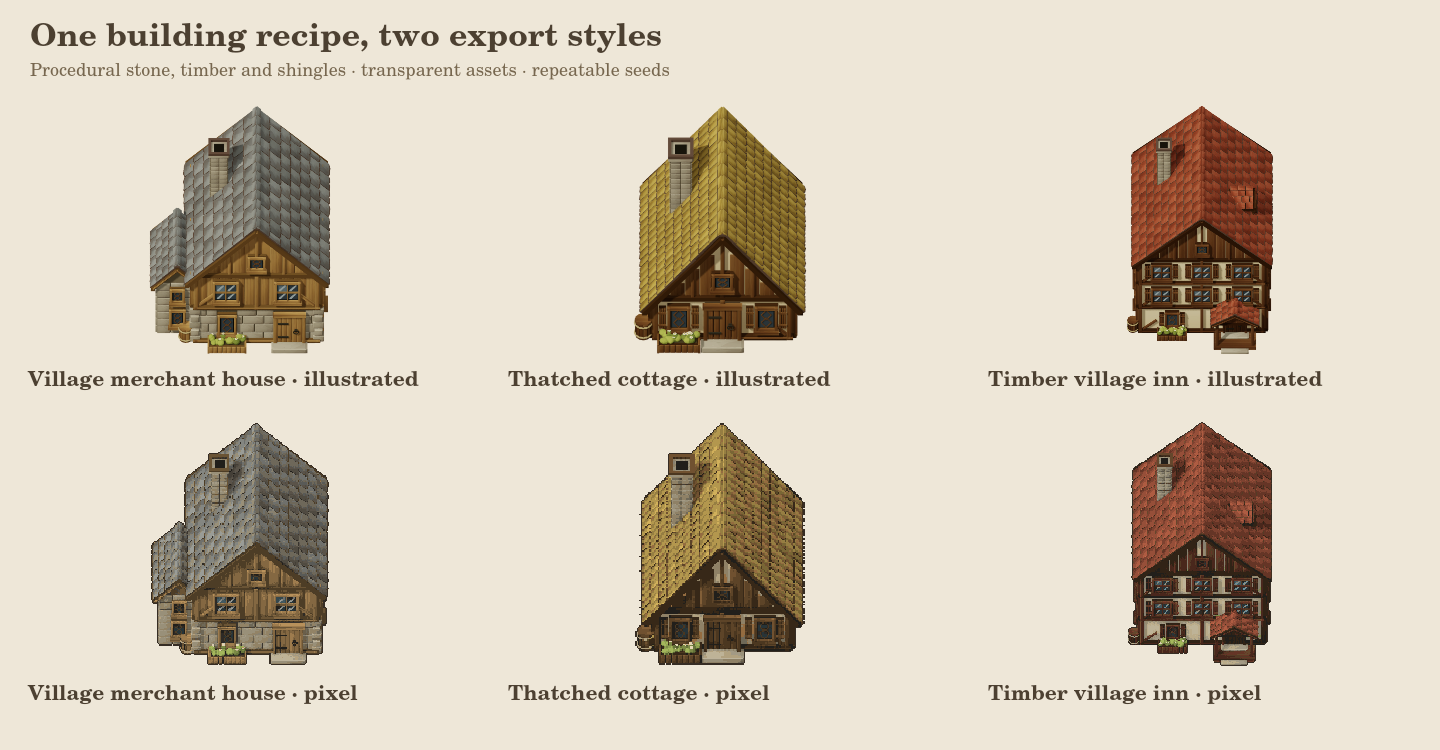 One building recipe, two export styles
Procedural stone, timber and shingles · transparent assets · repeatable seeds
Village merchant house · illustrated
Thatched cottage · illustrated
Timber village inn · illustrated
Village merchant house · pixel
Thatched cottage · pixel
Timber village inn · pixel